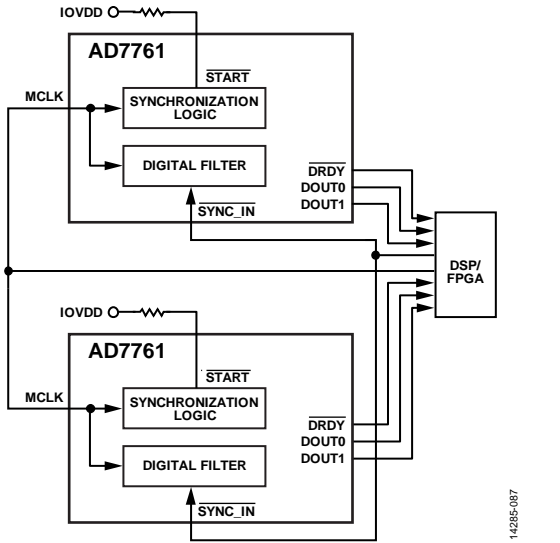 IOVDD
AD7761
START
MCLK
SYNCHRONIZATION
LOGIC
DIGITAL FILTER
DRDY
DOUT0
DOUT1
SYNC_IN
DSP/
FPGA
IOVDD
AD7761
START
MCLK
SYNCHRONIZATION
LOGIC
DRDY
DOUT0
DOUT1
DIGITAL FILTER
SYNC_IN
14285-087